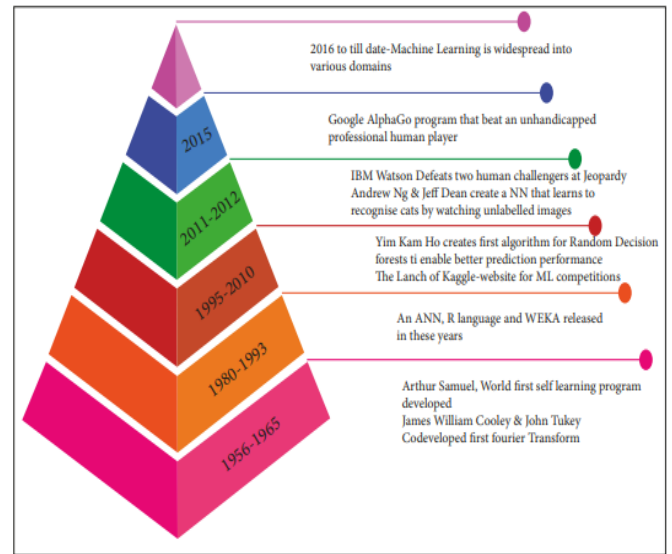 2016 to till date-Machine Learning is widespread into
various domains
2015
Google AlphaGo program that beat an unhandicapped
professional human player
2011-2012
IBM Watson Defeats two human challengers at Jeopardy
Andrew Ng & Jeff Dean create a NN that learns to
recognise cats by watching unlabelled images
1995-2010
Yim Kam Ho creates first algorithm for Random Decision
forests ti enable better prediction performance
The Lanch of Kaggle-website for ML competitions
1980-1993
An ANN, R language and WEKA released
in these years
1956-1965
Arthur Samuel, World first self learning program
developed
James William Cooley & John Tukey
Codeveloped first fourier Transform